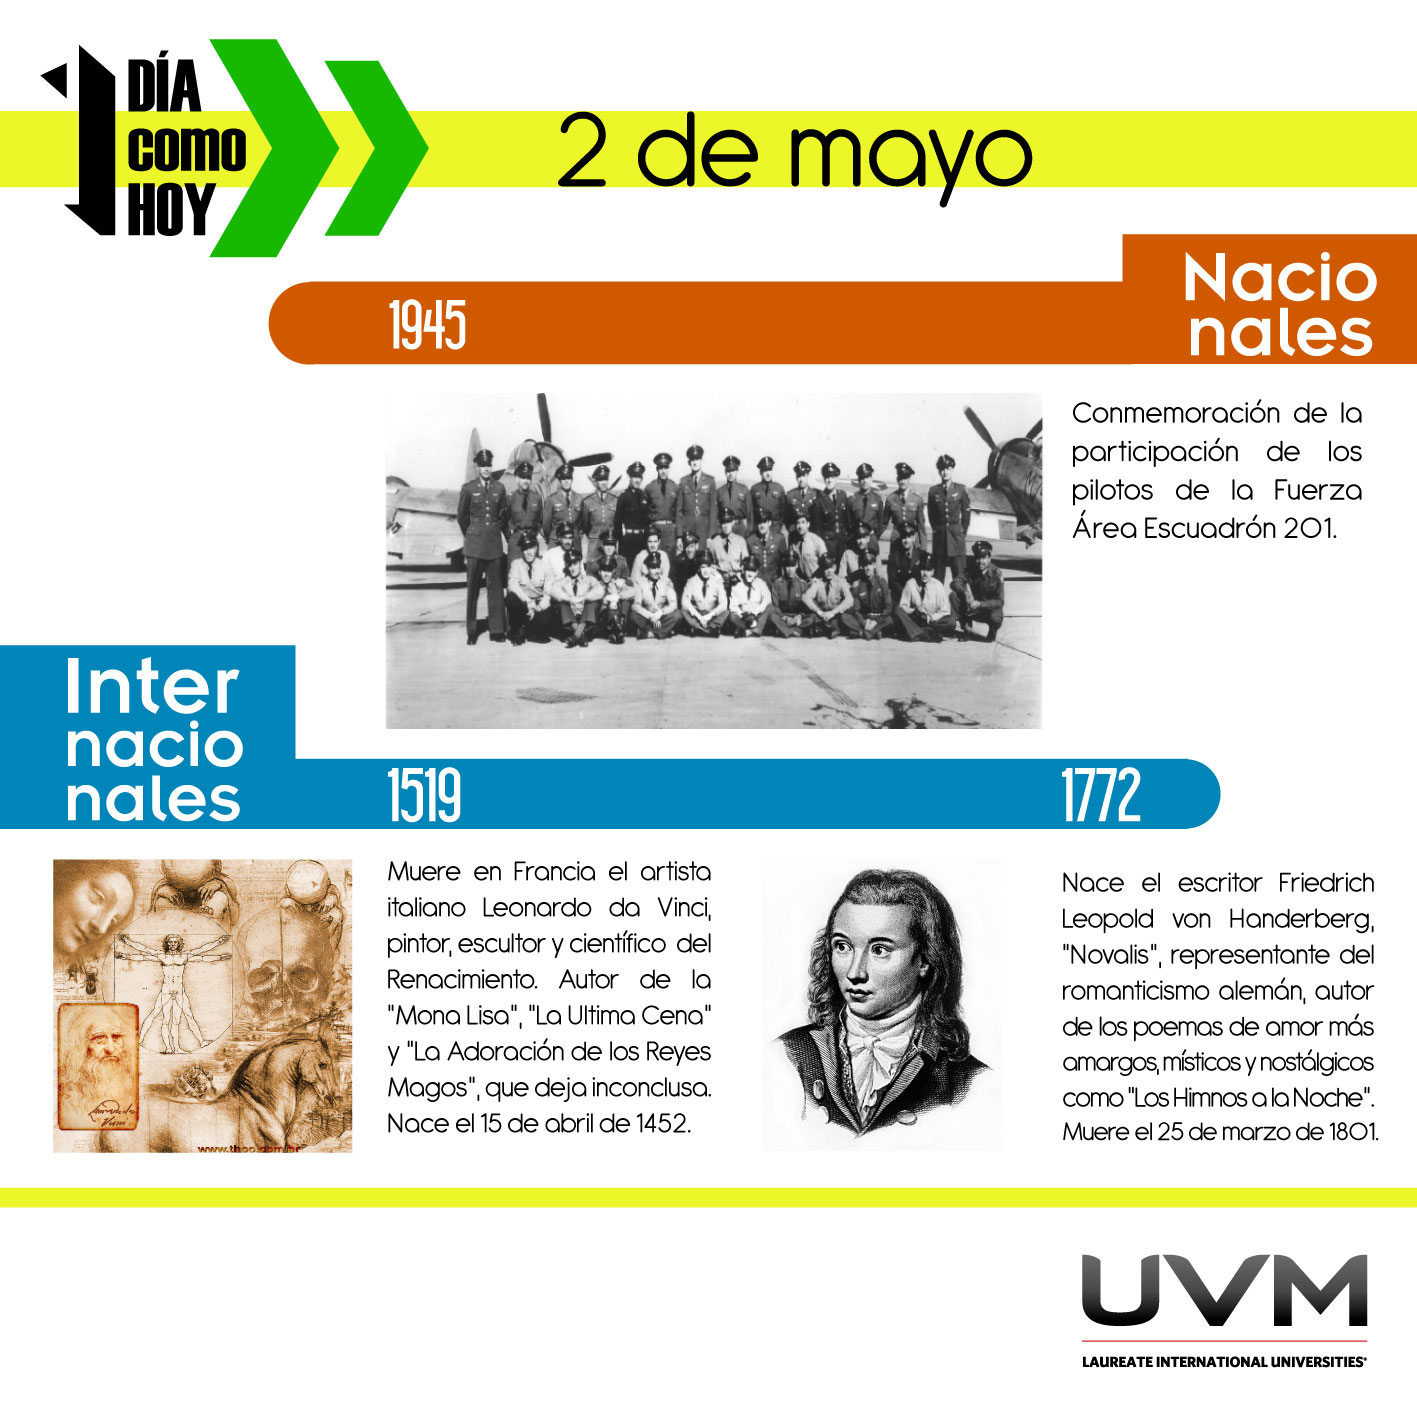 1 DÍA
COMO
HOY
2 de mayo
Nacio
nales
1945
Conmemoración de la
participación de los
pilotos de la Fuerza
Área Escuadrón 201.
Inter
nacio
nales
1519
1772
Muere en Francia el artista
italiano Leonardo da Vinci,
pintor, escultor y científico del
Renacimiento. Autor de la
"Mona Lisa", "La Ultima Cena"
y "La Adoración de los Reyes
Magos", que deja inconclusa.
Nace el 15 de abril de 1452.
Nace el escritor Friedrich
Leopold von Handerberg,
"Novalis", representante del
romanticismo alemán, autor
de los poemas de amor más
amargos, místicos y nostálgicos
como "Los Himnos a la Noche".
Muere el 25 de marzo de 1801.
UVM
LAUREATE INTERNATIONAL UNIVERSITIES®